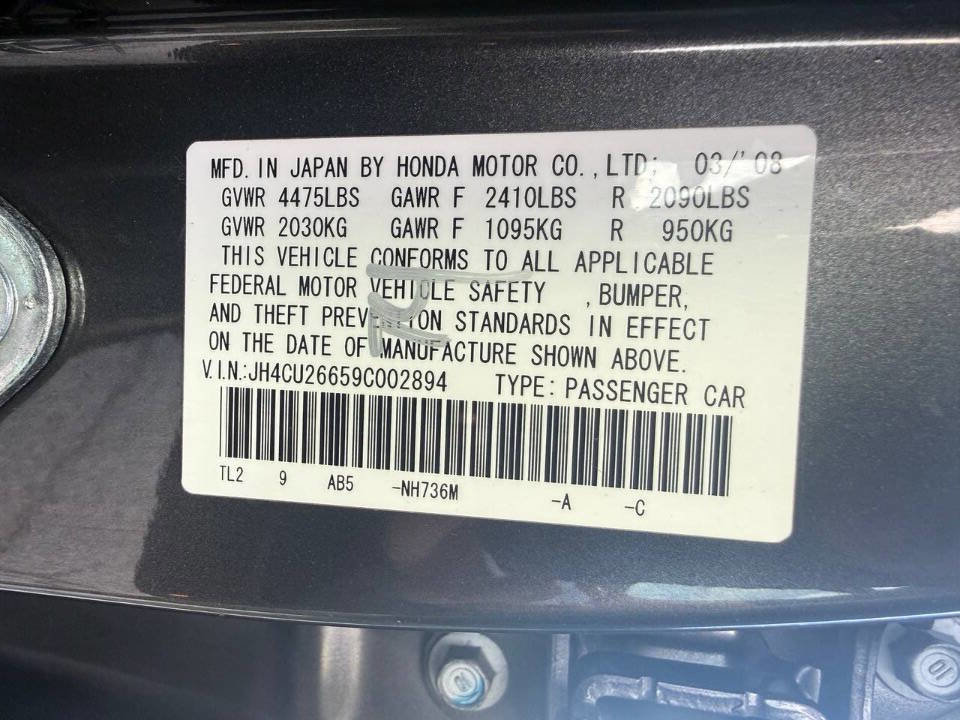 MFD. IN JAPAN BY HONDA MOTOR CO., LTD; 03/'08
GVWR 4475LBS GAWR F 2410LBS R 2090LBS
GVWR 2030KG GAWR F 1095KG R 950KG
THIS VEHICLE CONFORMS TO ALL APPLICABLE
FEDERAL MOTOR VEHICLE SAFETY , BUMPER,
AND THEFT PREVENTION STANDARDS IN EFFECT
ON THE DATE OF MANUFACTURE SHOWN ABOVE.
V.I.N.:JH4CU26659C002894 TYPE: PASSENGER CAR
TL2 9 AB5 -NH736M -A -C
10